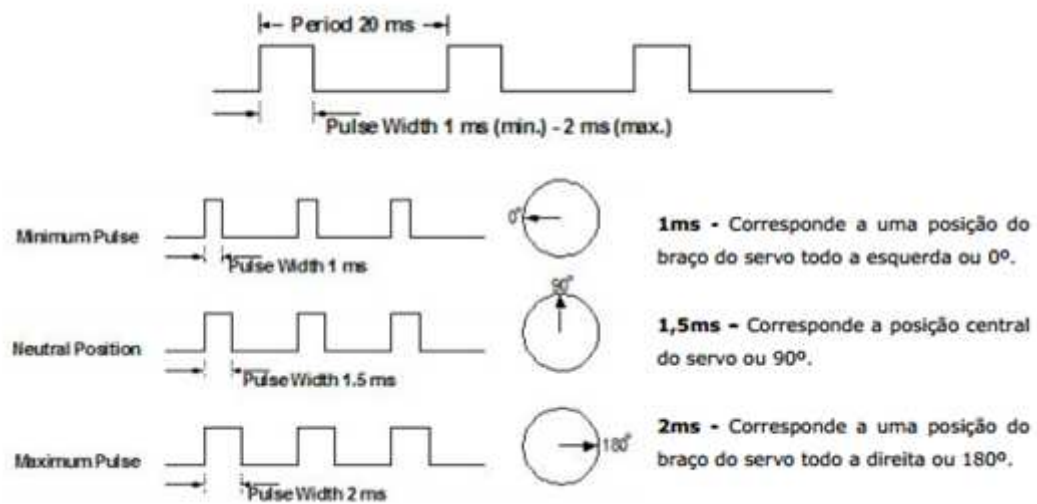 Period 20 ms
Pulse Width 1 ms (min.) - 2 ms (max.)
Minimum Pulse
Pulse Width 1 ms
0º
1ms - Corresponde a uma posição do
braço do servo todo a esquerda ou 0º.
Neutral Position
Pulse Width 1.5 ms
90º
1,5ms – Corresponde a posição central
do servo ou 90º.
Maximum Pulse
Pulse Width 2 ms
180º
2ms - Corresponde a uma posição do
braço do servo todo a direita ou 180º.